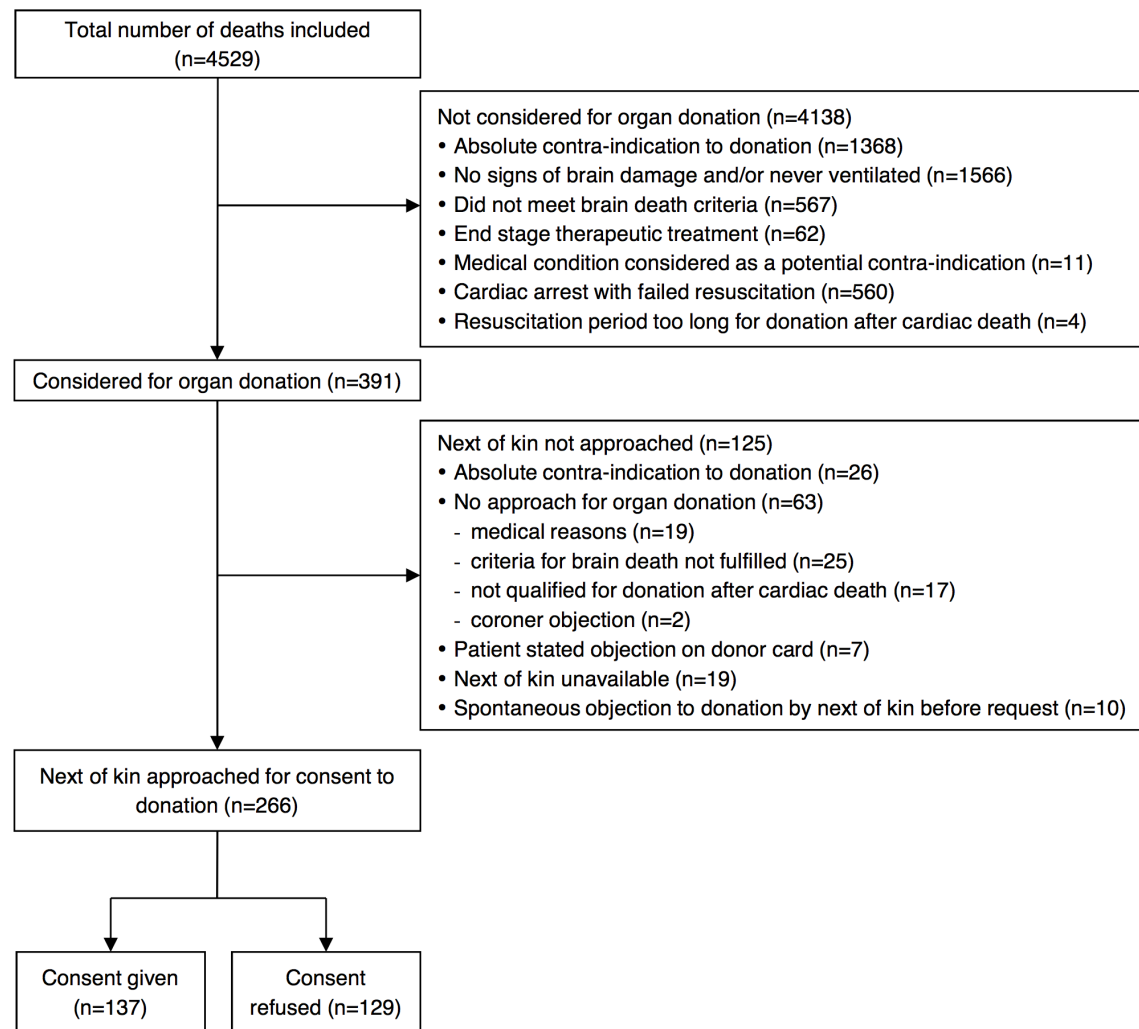 Total number of deaths included
(n=4529)
Not considered for organ donation (n=4138)
• Absolute contra-indication to donation (n=1368)
• No signs of brain damage and/or never ventilated (n=1566)
• Did not meet brain death criteria (n=567)
• End stage therapeutic treatment (n=62)
• Medical condition considered as a potential contra-indication (n=11)
• Cardiac arrest with failed resuscitation (n=560)
• Resuscitation period too long for donation after cardiac death (n=4)
Considered for organ donation (n=391)
Next of kin not approached (n=125)
• Absolute contra-indication to donation (n=26)
• No approach for organ donation (n=63)
- medical reasons (n=19)
- criteria for brain death not fulfilled (n=25)
- not qualified for donation after cardiac death (n=17)
- coroner objection (n=2)
• Patient stated objection on donor card (n=7)
• Next of kin unavailable (n=19)
• Spontaneous objection to donation by next of kin before request (n=10)
Next of kin approached for consent to
donation (n=266)
Consent given
(n=137)
Consent
refused (n=129)